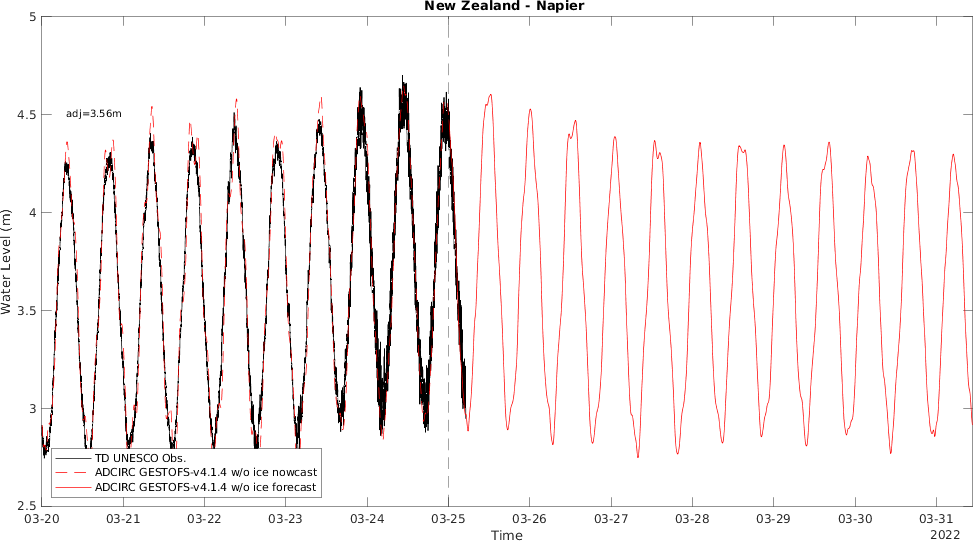 New Zealand - Napier
5
4.5
4
3.5
3
2.5
Water Level (m)
adj=3.56m
TD UNESCO Obs.
ADCIRC GESTOFS-v4.1.4 w/o ice nowcast
ADCIRC GESTOFS-v4.1.4 w/o ice forecast
03-20 03-21 03-22 03-23 03-24 03-25 03-26 03-27 03-28 03-29 03-30 03-31
Time
2022